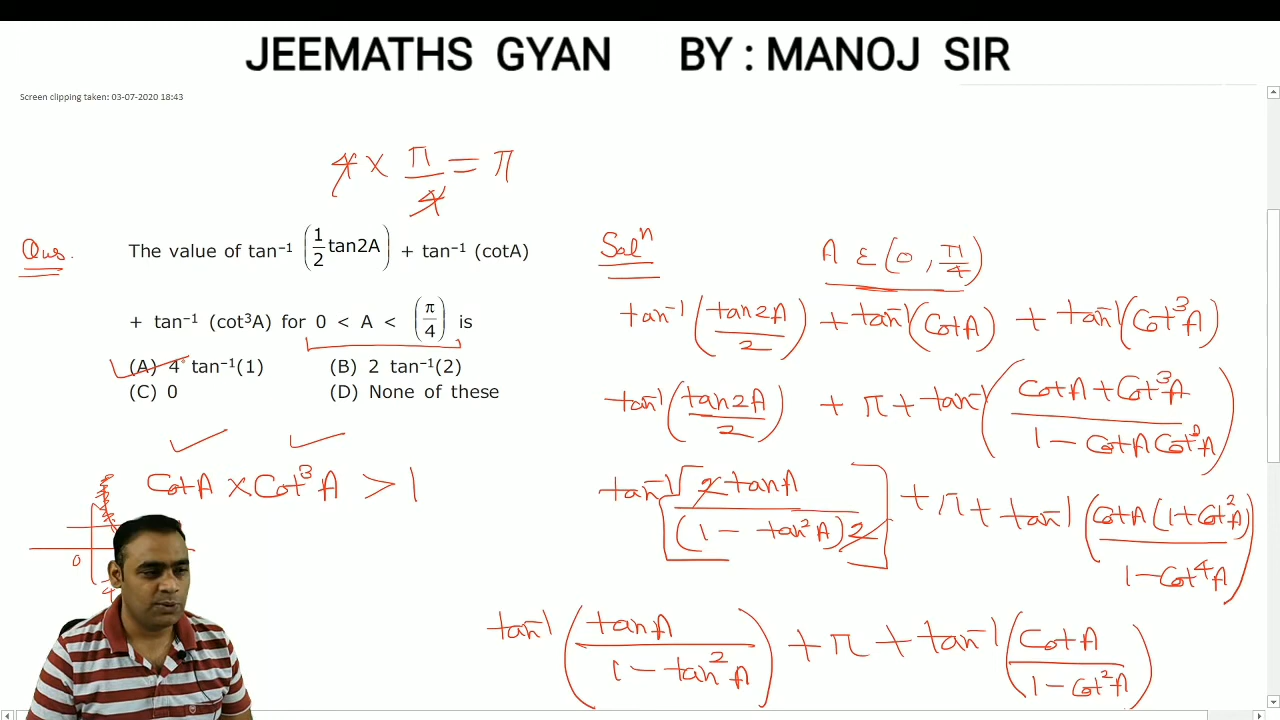 JEEMATHS GYAN BY : MANOJ SIR
Screen clipping taken: 03-07-2020 18:43
4 × π/4 = π
Ques.
The value of tan⁻¹ (1/2 tan2A) + tan⁻¹ (cotA)
+ tan⁻¹ (cot³A) for 0 < A < (π/4) is
(A) 4 tan⁻¹(1) (B) 2 tan⁻¹(2)
(C) 0 (D) None of these
CotA × Cot³A > 1
0
Solⁿ
A ε (0, π/4)
tan⁻¹(tan2A/2) + tan⁻¹(CotA) + tan⁻¹(Cot³A)
tan⁻¹(tan2A/2) + π + tan⁻¹((CotA + Cot³A)/(1 - CotA Cot³A))
tan⁻¹[2tanA/((1 - tan²A)2)] + π + tan⁻¹(CotA(1+Cot²A)/(1-Cot⁴A))
tan⁻¹(tanA/(1 - tan²A)) + π + tan⁻¹(CotA/(1 - Cot²A))